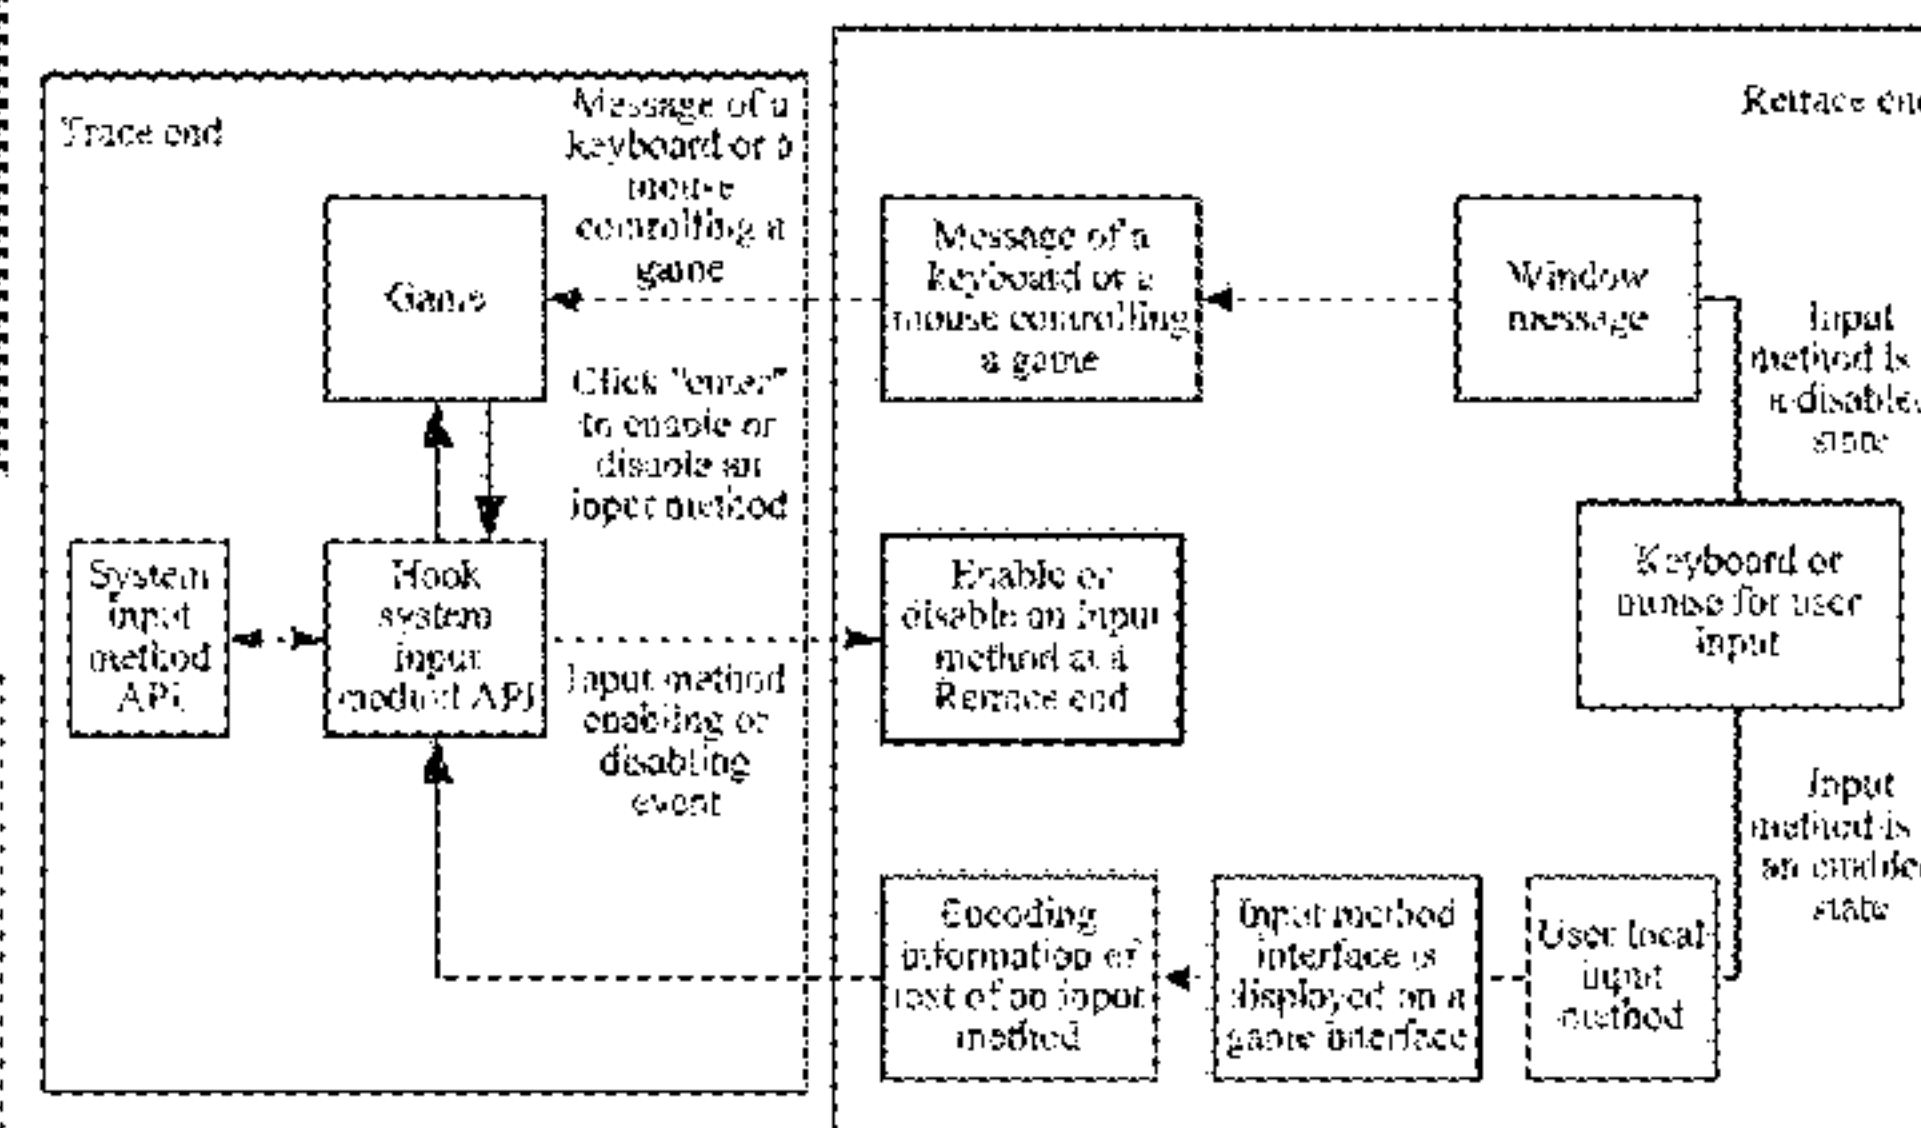 Trace end
Message of a
keyboard or a
mouse
controlling a
game
Game
Click "enter"
to enable or
disable an
input method
System
input
method
API
Hook
system
input
method API
Input method
enabling or
disabling
event
Retrace end
Message of a
keyboard or a
mouse controlling
a game
Window
message
Input
method is
a disabled
state
Enable or
disable an input
method at a
Retrace end
Keyboard or
mouse for user
input
Input
method is
an enabled
state
Encoding
information of
text of an input
method
Input method
interface is
displayed on a
game interface
User local
input
method